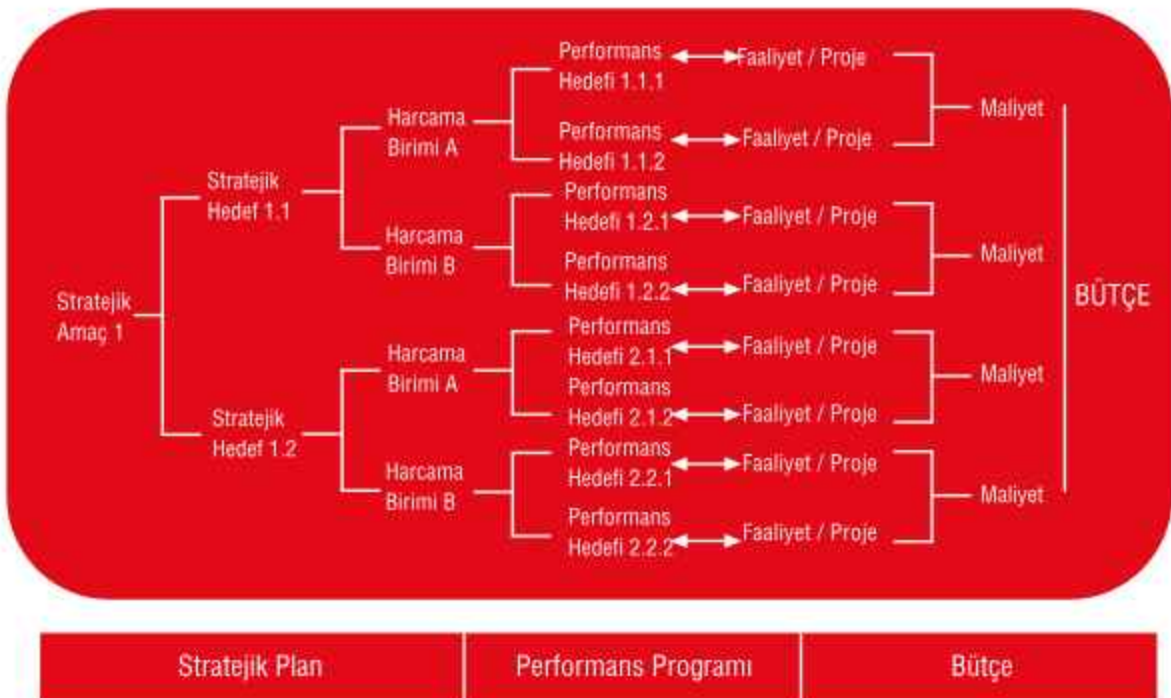 Stratejik
Amaç 1
Stratejik
Hedef 1.1
Stratejik
Hedef 1.2
Harcama
Birimi A
Harcama
Birimi B
Harcama
Birimi A
Harcama
Birimi B
Performans
Hedefi 1.1.1
Faaliyet / Proje
Performans
Hedefi 1.1.2
Faaliyet / Proje
Performans
Hedefi 1.2.1
Faaliyet / Proje
Performans
Hedefi 1.2.2
Faaliyet / Proje
Performans
Hedefi 2.1.1
Faaliyet / Proje
Performans
Hedefi 2.1.2
Faaliyet / Proje
Performans
Hedefi 2.2.1
Faaliyet / Proje
Performans
Hedefi 2.2.2
Faaliyet / Proje
Maliyet
Maliyet
Maliyet
Maliyet
BÜTÇE
Stratejik Plan
Performans Programı
Bütçe